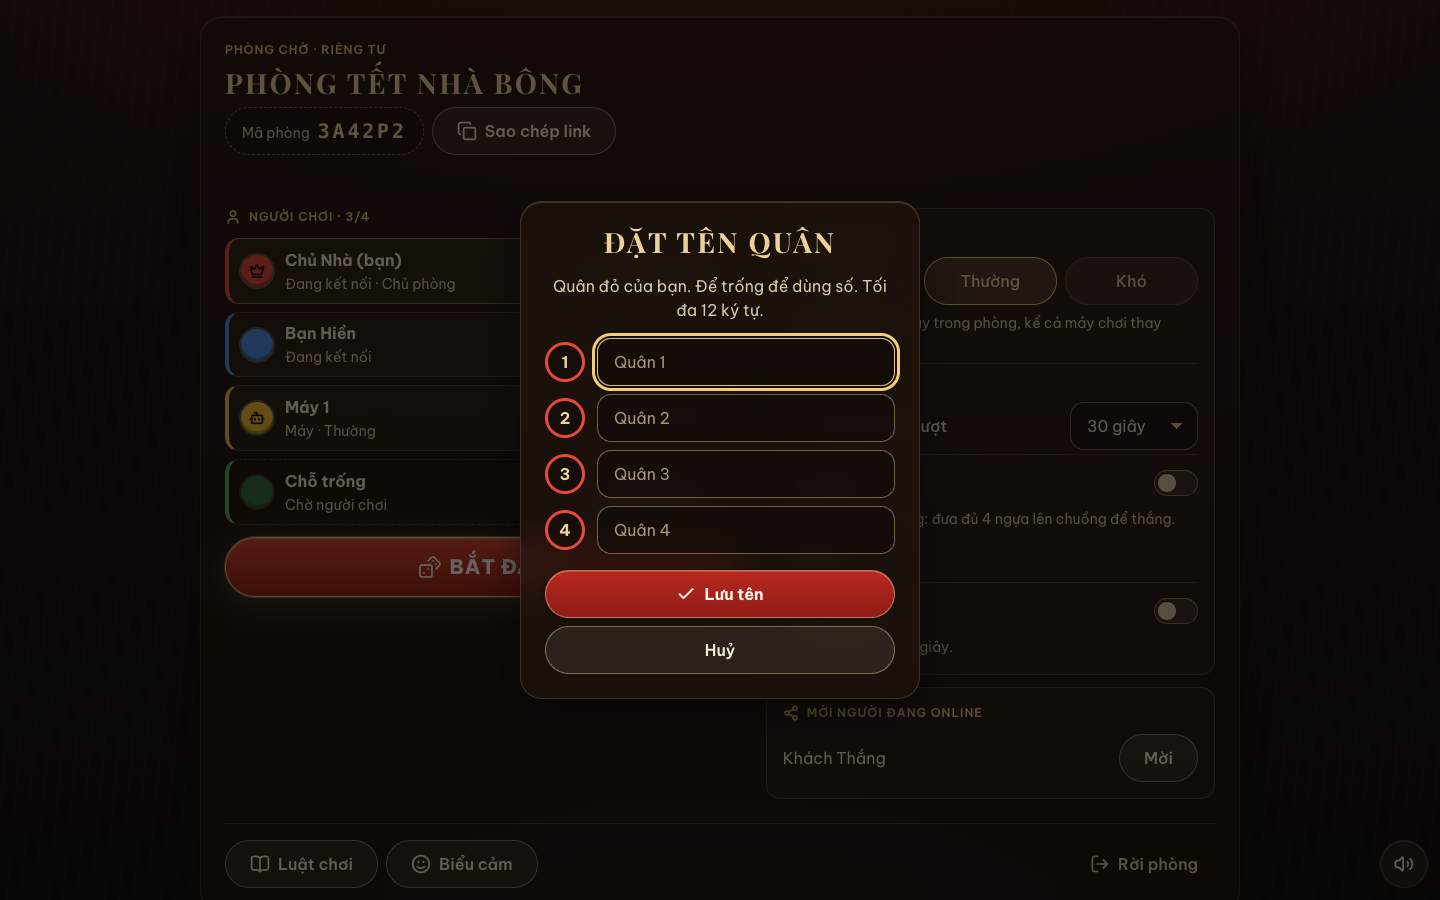 PHÒNG CHỜ · RIÊNG TƯ
PHÒNG TẾT NHÀ BÔNG
Mã phòng 3A42P2
Sao chép link
NGƯỜI CHƠI · 3/4
Chủ Nhà (bạn)
Đang kết nối · Chủ phòng
Bạn Hiền
Đang kết nối
Máy 1
Máy · Thường
Chỗ trống
Chờ người chơi
BẮT ĐẦ
ĐẶT TÊN QUÂN
Quân đỏ của bạn. Để trống để dùng số. Tối
đa 12 ký tự.
1 Quân 1
2 Quân 2
3 Quân 3
4 Quân 4
Lưu tên
Huỷ
Thường
Khó
y trong phòng, kể cả máy chơi thay
ượt
30 giây
g: đưa đủ 4 ngựa lên chuồng để thắng.
giây.
MỜI NGƯỜI ĐANG ONLINE
Khách Thắng
Mời
Luật chơi
Biểu cảm
Rời phòng